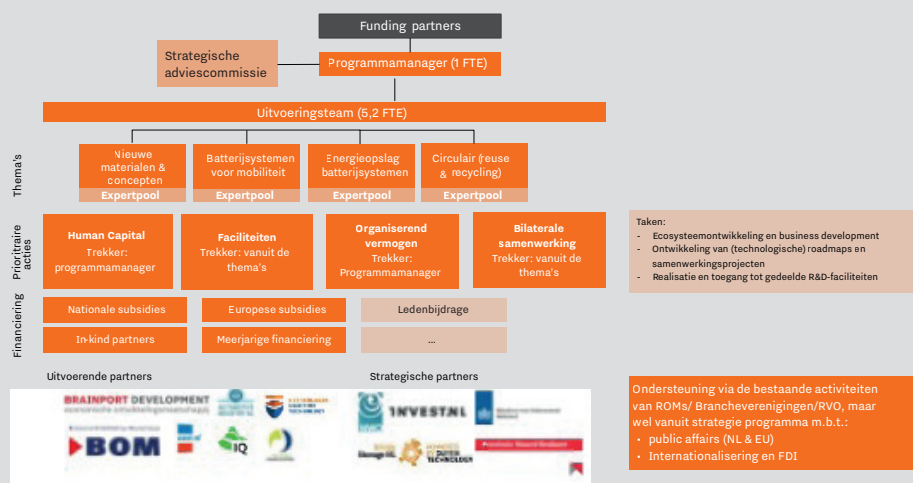 Funding partners
Strategische
adviescommissie
Programmamanager (1 FTE)
Uitvoeringsteam (5,2 FTE)
Thema's
Nieuwe
materialen &
concepten
Expertpool
Batterijsystemen
voor mobiliteit
Expertpool
Energieopslag
batterijsystemen
Expertpool
Circulair (reuse
& recycling)
Expertpool
Prioritraire
acties
Human Capital
Trekker:
programmamanager
Faciliteiten
Trekker: vanuit de
thema's
Organiserend
vermogen
Trekker:
Programmamanager
Bilaterale
samenwerking
Trekker: vanuit de
thema's
Taken:
- Ecosysteemontwikkeling en business development
- Ontwikkeling van (technologische) roadmaps en
samenwerkingsprojecten
- Realisatie en toegang tot gedeelde R&D-faciliteiten
Financiering
Nationale subsidies
Europese subsidies
Ledenbijdrage
In-kind partners
Meerjarige financiering
...
Uitvoerende partners
Strategische partners
BRAINPORT DEVELOPMENT
BOM
IQ
INVEST.NL
TECHNOLOGY
Ondersteuning via de bestaande activiteiten
van ROMs/ Brancheverenigingen/RVO, maar
wel vanuit strategie programma m.b.t.:
• public affairs (NL & EU)
• Internationalisering en FDI